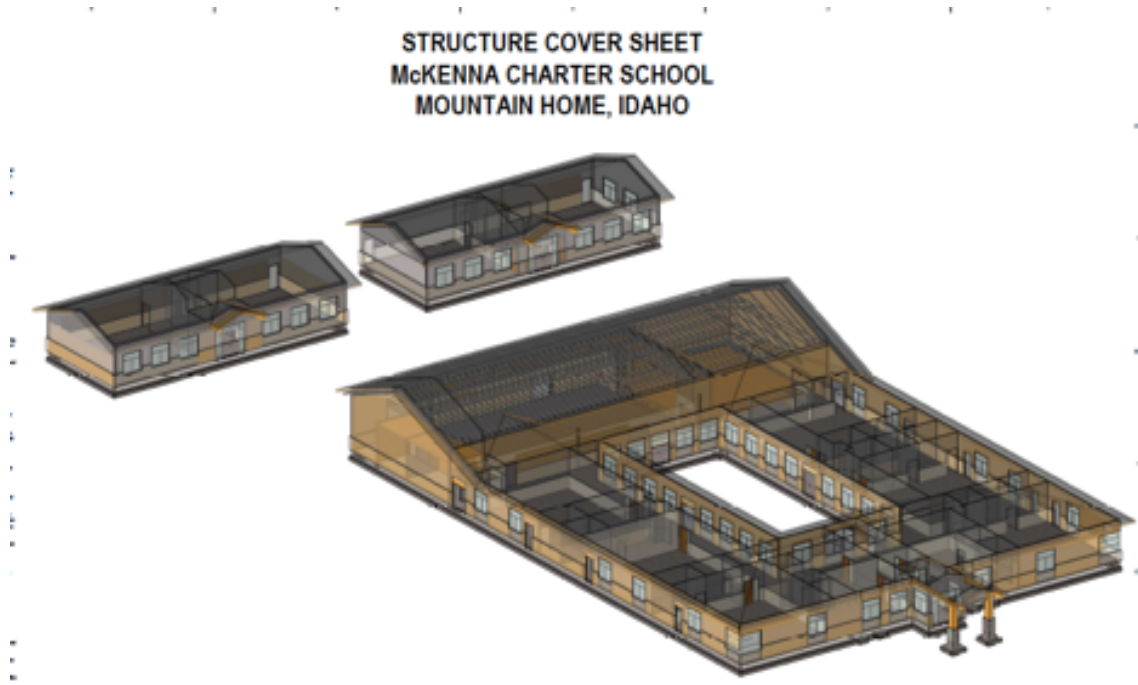 STRUCTURE COVER SHEET
McKENNA CHARTER SCHOOL
MOUNTAIN HOME, IDAHO